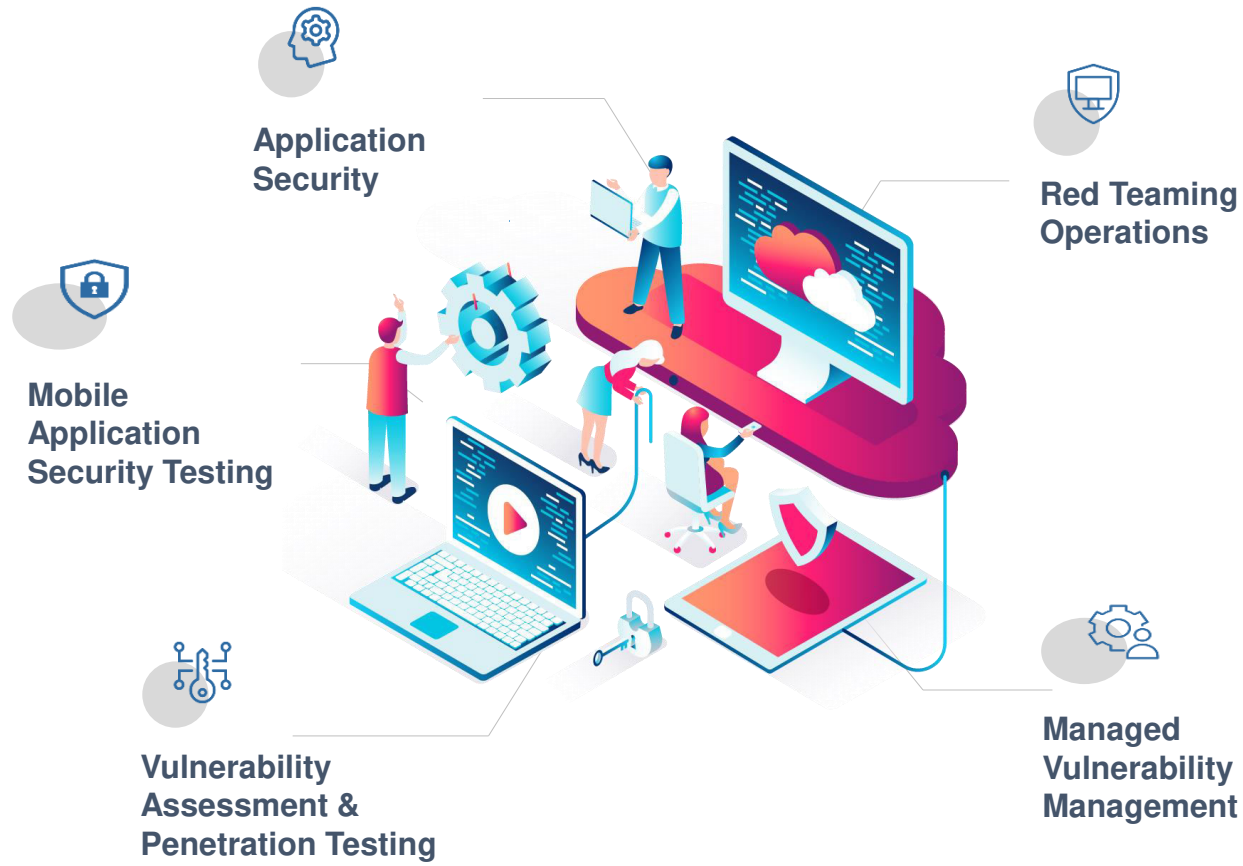 Application
Security
Red Teaming
Operations
Mobile
Application
Security Testing
Vulnerability
Assessment &
Penetration Testing
Managed
Vulnerability
Management